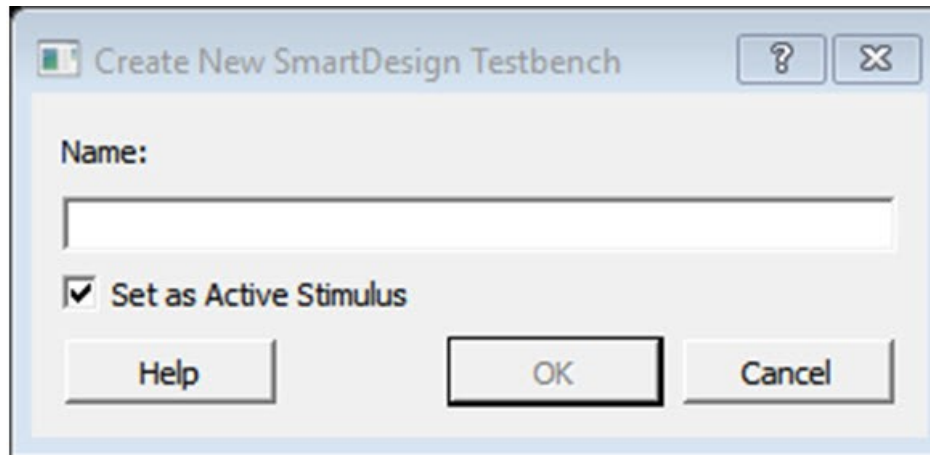 Create New SmartDesign Testbench
Name:
Set as Active Stimulus
Help OK Cancel